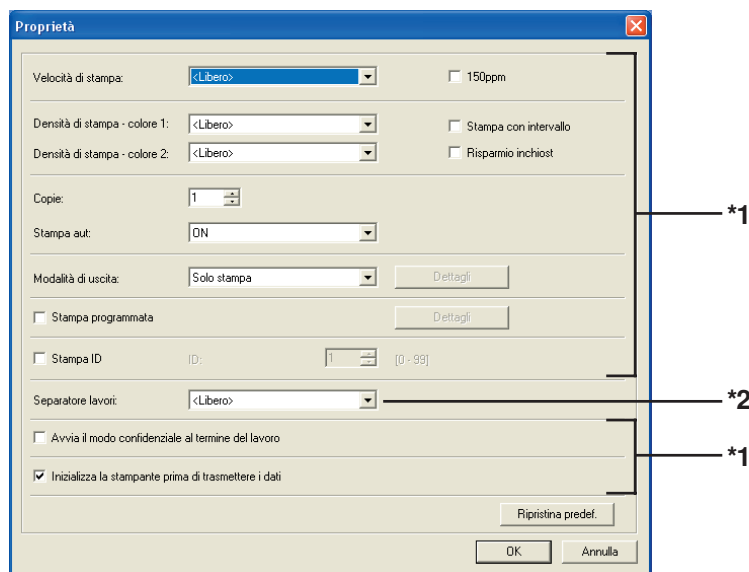 Proprietà
Velocità di stampa: <Libero> 150ppm
Densità di stampa - colore 1: <Libero> Stampa con intervallo
Densità di stampa - colore 2: <Libero> Risparmio inchiost
Copie: 1
*1
Stampa aut: ON
Modalità di uscita: Solo stampa Dettagli
Stampa programmata Dettagli
Stampa ID ID: 1 [0 - 99]
Separatore lavori: <Libero> *2
Avvia il modo confidenziale al termine del lavoro
*1
Inizializza la stampante prima di trasmettere i dati
Ripristina predef.
OK Annulla